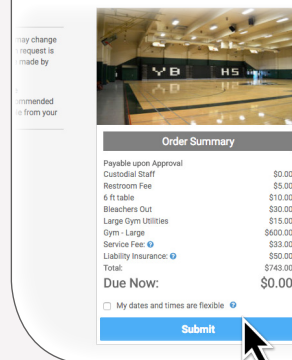 may change
request is
made by
ommended
from your
YB HS
Order Summary
Payable upon Approval
Custodial Staff $0.00
Restroom Fee $5.00
6 ft table $10.00
Bleachers Out $30.00
Large Gym Utilities $15.00
Gym - Large $600.00
Service Fee: $33.00
Liability Insurance: $50.00
Total: $743.00
Due Now: $0.00
My dates and times are flexible
Submit